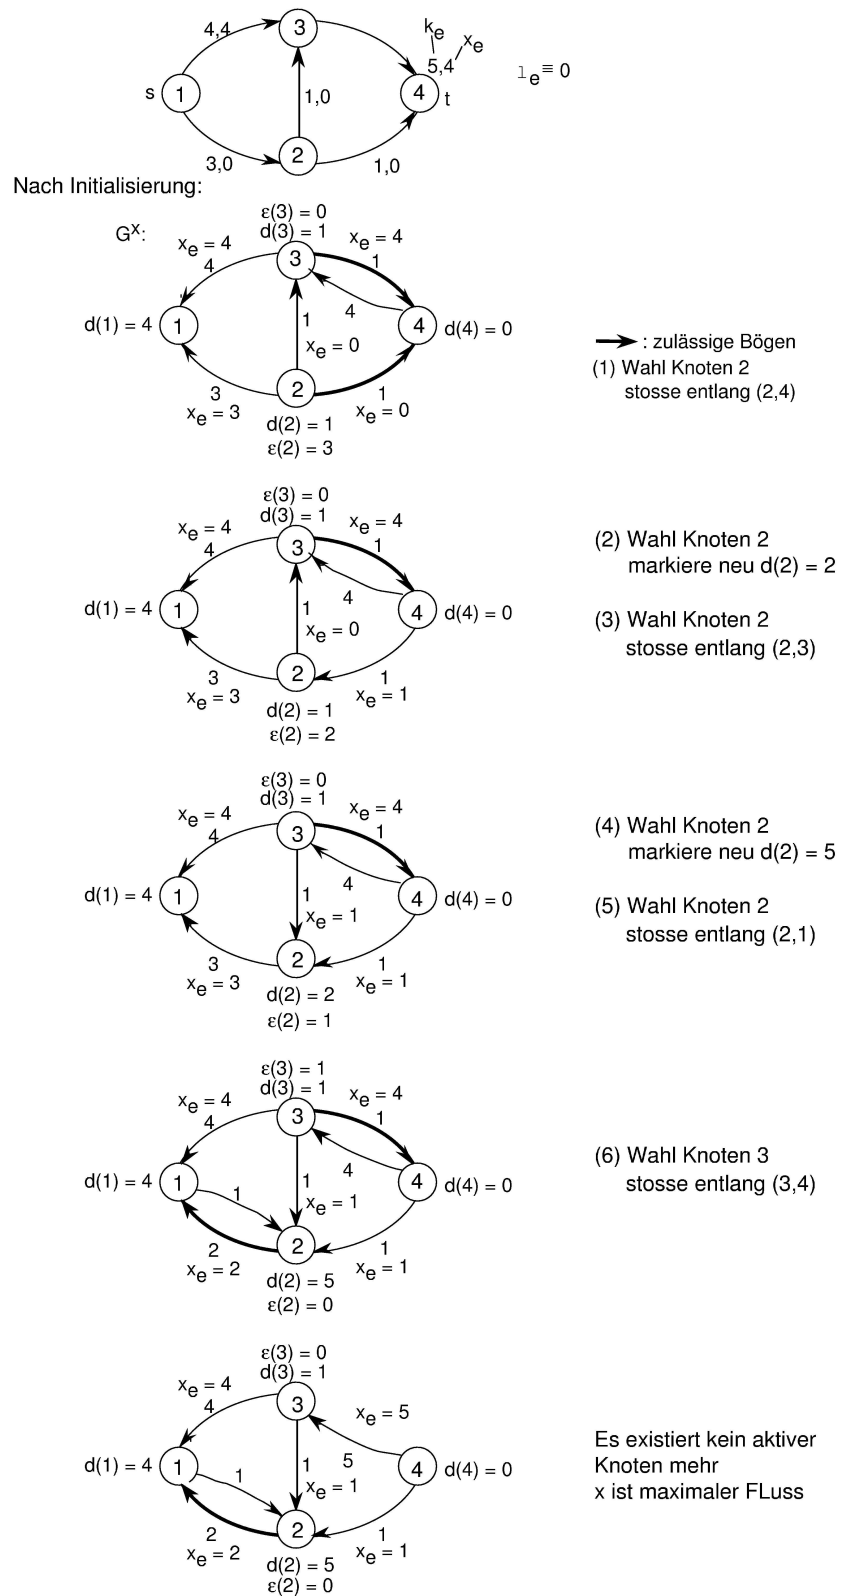 4,4
3
k_e
x_e
5,4
l_e ≡ 0
s
1
1,0
4
t
3,0
2
1,0
Nach Initialisierung:
ε(3) = 0
G^x:
x_e = 4
d(3) = 1
x_e = 4
4
3
1
4
d(1) = 4
1
1
x_e = 0
4
d(4) = 0
: zulässige Bögen
(1) Wahl Knoten 2
stosse entlang (2,4)
3
x_e = 3
2
1
x_e = 0
d(2) = 1
ε(2) = 3
ε(3) = 0
x_e = 4
d(3) = 1
x_e = 4
4
3
1
4
d(1) = 4
1
1
x_e = 0
4
d(4) = 0
3
x_e = 3
2
1
x_e = 1
d(2) = 1
ε(2) = 2
(2) Wahl Knoten 2
markiere neu d(2) = 2
(3) Wahl Knoten 2
stosse entlang (2,3)
ε(3) = 0
x_e = 4
d(3) = 1
x_e = 4
4
3
1
4
d(1) = 4
1
1
x_e = 1
4
d(4) = 0
3
x_e = 3
2
1
x_e = 1
d(2) = 2
ε(2) = 1
(4) Wahl Knoten 2
markiere neu d(2) = 5
(5) Wahl Knoten 2
stosse entlang (2,1)
ε(3) = 1
x_e = 4
d(3) = 1
x_e = 4
4
3
1
4
d(1) = 4
1
1
1
x_e = 1
4
d(4) = 0
2
x_e = 2
2
1
x_e = 1
d(2) = 5
ε(2) = 0
(6) Wahl Knoten 3
stosse entlang (3,4)
ε(3) = 0
x_e = 4
d(3) = 1
4
3
x_e = 5
5
d(1) = 4
1
1
1
x_e = 1
4
d(4) = 0
2
x_e = 2
2
1
x_e = 1
d(2) = 5
ε(2) = 0
Es existiert kein aktiver
Knoten mehr
x ist maximaler FLuss